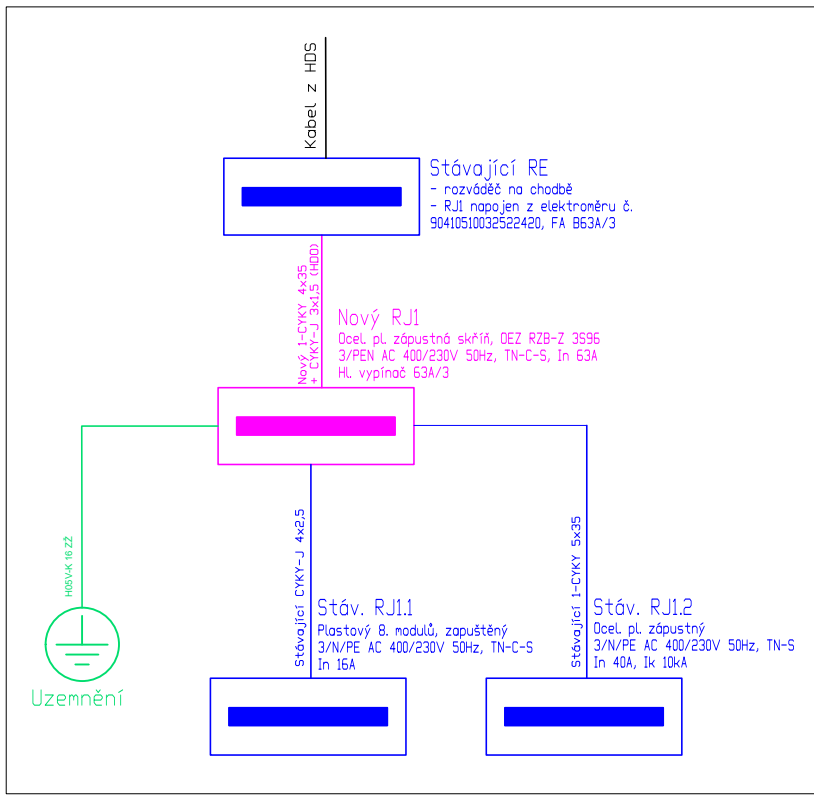 Kabel z HDS
Stávající RE
- rozváděč na chodbě
- RJ1 napojen z elektroměru č.
90410510032522420, FA B63A/3
Nový 1-CYKY 4x35
+ CYKY-J 3x1,5 (HDO)
Nový RJ1
Ocel. pl. zápustná skříň, OEZ RZB-Z 3S96
3/PEN AC 400/230V 50Hz, TN-C-S, In 63A
Hl. vypínač 63A/3
H05V-K 16 ZŽ
Uzemnění
Stávající CYKY-J 4x2,5
Stáv. RJ1.1
Plastový 8. modulů, zapuštěný
3/N/PE AC 400/230V 50Hz, TN-C-S
In 16A
Stávající 1-CYKY 5x35
Stáv. RJ1.2
Ocel. pl. zápustný
3/N/PE AC 400/230V 50Hz, TN-S
In 40A, Ik 10kA